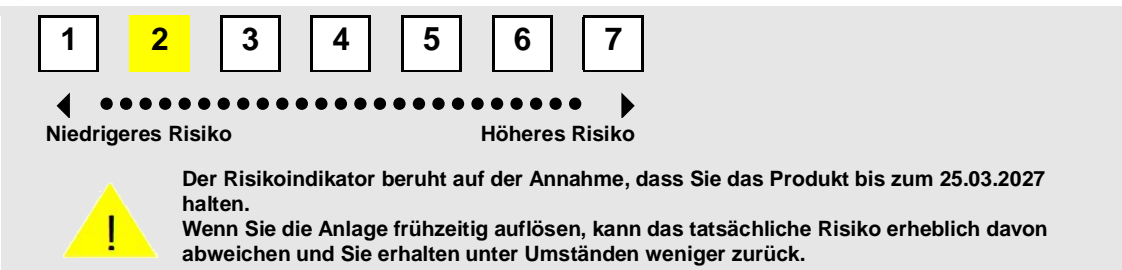 1 2 3 4 5 6 7
Niedrigeres Risiko Höheres Risiko
Der Risikoindikator beruht auf der Annahme, dass Sie das Produkt bis zum 25.03.2027
halten.
Wenn Sie die Anlage frühzeitig auflösen, kann das tatsächliche Risiko erheblich davon
abweichen und Sie erhalten unter Umständen weniger zurück.
!